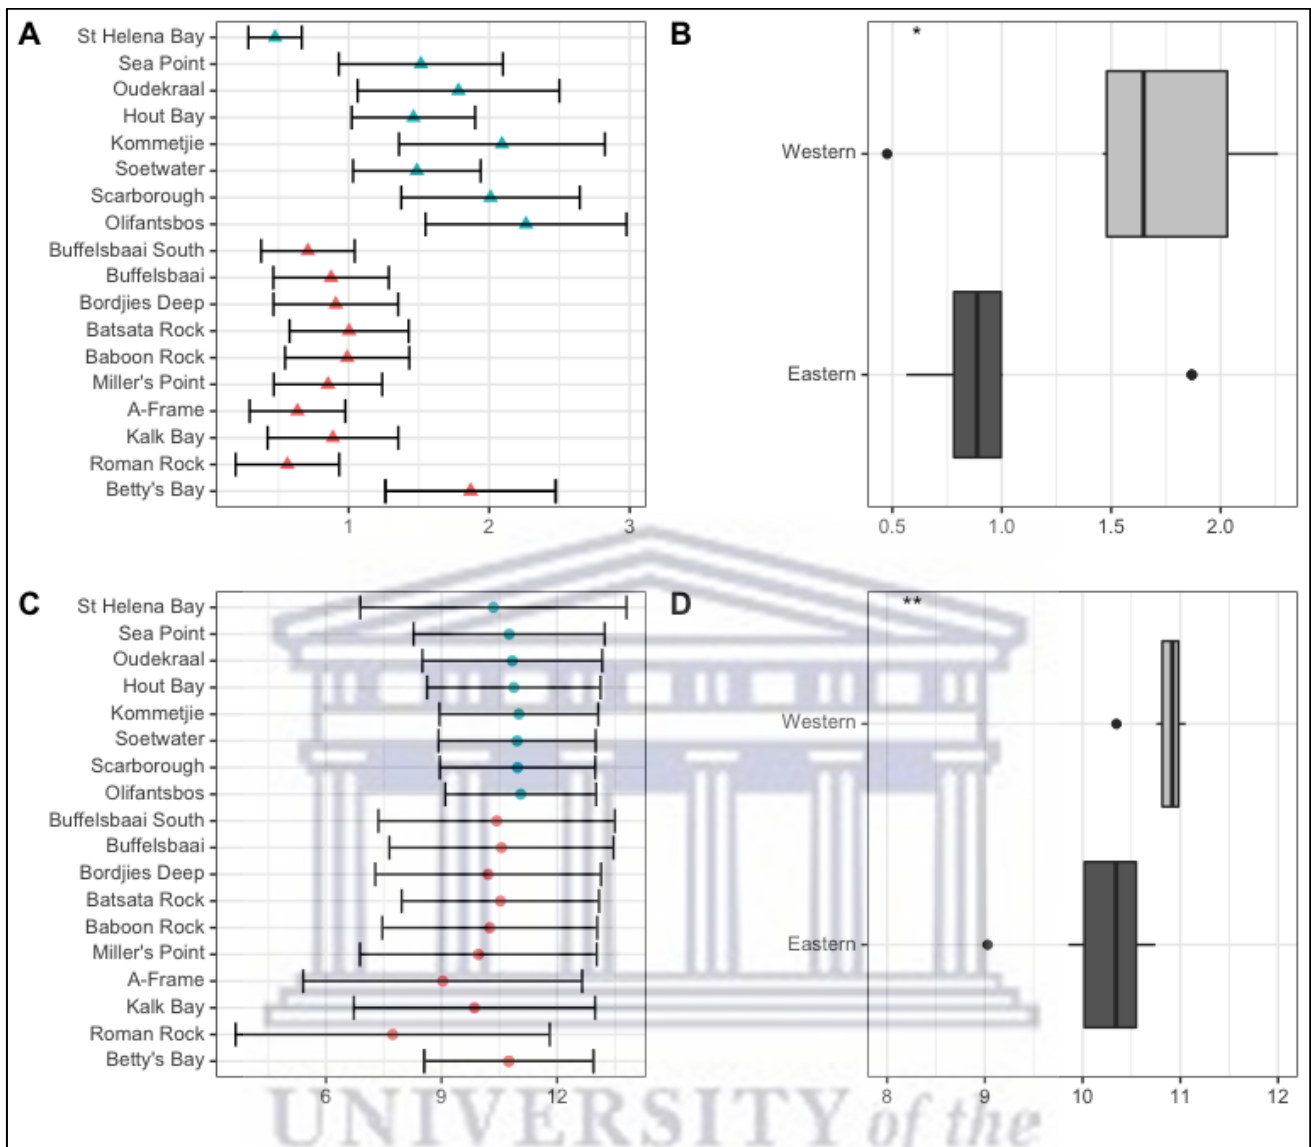 A
St Helena Bay
Sea Point
Oudekraal
Hout Bay
Kommetjie
Soetwater
Scarborough
Olifantsbos
Buffelsbaai South
Buffelsbaai
Bordjies Deep
Batsata Rock
Baboon Rock
Miller's Point
A-Frame
Kalk Bay
Roman Rock
Betty's Bay
1 2 3
B
*
Western
Eastern
0.5 1.0 1.5 2.0
C
St Helena Bay
Sea Point
Oudekraal
Hout Bay
Kommetjie
Soetwater
Scarborough
Olifantsbos
Buffelsbaai South
Buffelsbaai
Bordjies Deep
Batsata Rock
Baboon Rock
Miller's Point
A-Frame
Kalk Bay
Roman Rock
Betty's Bay
6 9 12
D
**
Western
Eastern
8 9 10 11 12
UNIVERSITY of the